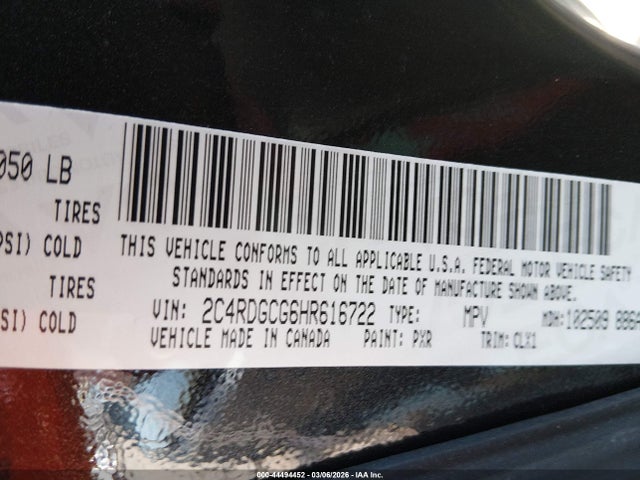 050 LB
TIRES
PSI) COLD
TIRES
SI) COLD
THIS VEHICLE CONFORMS TO ALL APPLICABLE U.S.A. FEDERAL MOTOR VEHICLE SAFETY
STANDARDS IN EFFECT ON THE DATE OF MANUFACTURE SHOWN ABOVE.
VIN: 2C4RDGCG6HR616722 TYPE: MPV MDH: 102509
VEHICLE MADE IN CANADA PAINT: PXR TRIM: CLX1
000-44494452 | 03/06/2026 - IAA Inc.